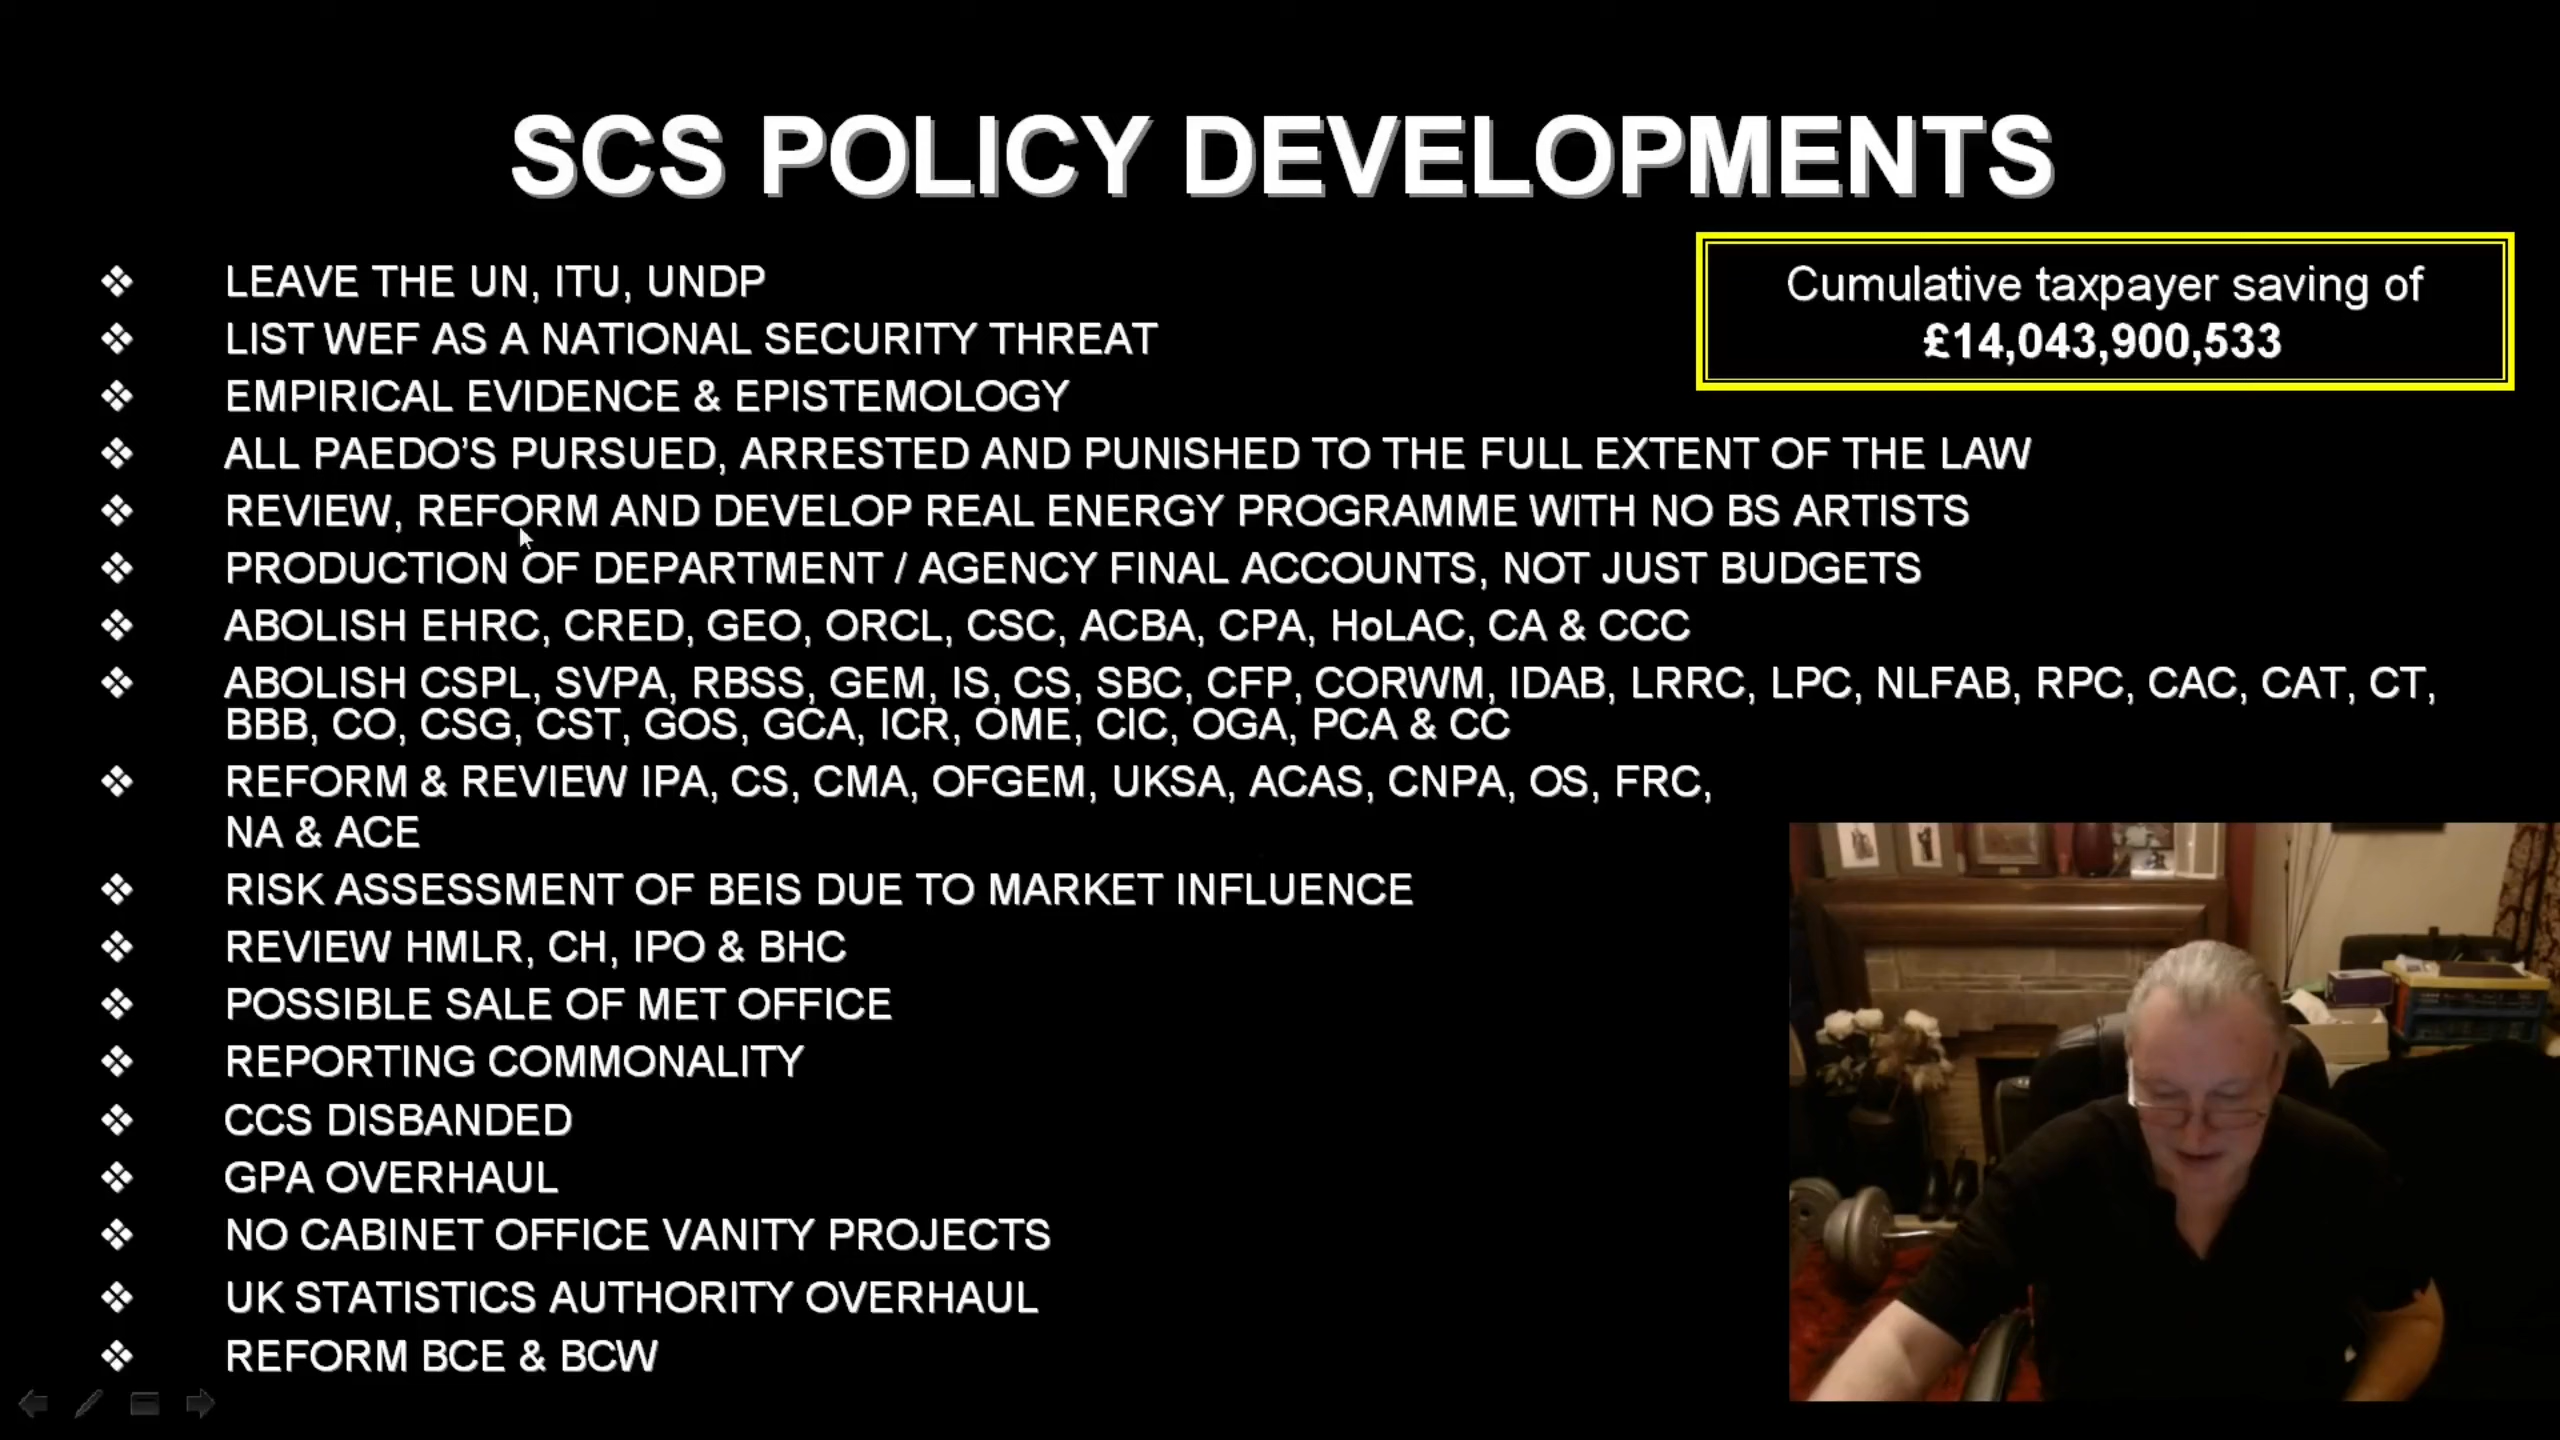 SCS POLICY DEVELOPMENTS
Cumulative taxpayer saving of
£14,043,900,533
LEAVE THE UN, ITU, UNDP
LIST WEF AS A NATIONAL SECURITY THREAT
EMPIRICAL EVIDENCE & EPISTEMOLOGY
ALL PAEDO’S PURSUED, ARRESTED AND PUNISHED TO THE FULL EXTENT OF THE LAW
REVIEW, REFORM AND DEVELOP REAL ENERGY PROGRAMME WITH NO BS ARTISTS
PRODUCTION OF DEPARTMENT / AGENCY FINAL ACCOUNTS, NOT JUST BUDGETS
ABOLISH EHRC, CRED, GEO, ORCL, CSC, ACBA, CPA, HoLAC, CA & CCC
ABOLISH CSPL, SVPA, RBSS, GEM, IS, CS, SBC, CFP, CORWM, IDAB, LRRC, LPC, NLFAB, RPC, CAC, CAT, CT,
BBB, CO, CSG, CST, GOS, GCA, ICR, OME, CIC, OGA, PCA & CC
REFORM & REVIEW IPA, CS, CMA, OFGEM, UKSA, ACAS, CNPA, OS, FRC,
NA & ACE
RISK ASSESSMENT OF BEIS DUE TO MARKET INFLUENCE
REVIEW HMLR, CH, IPO & BHC
POSSIBLE SALE OF MET OFFICE
REPORTING COMMONALITY
CCS DISBANDED
GPA OVERHAUL
NO CABINET OFFICE VANITY PROJECTS
UK STATISTICS AUTHORITY OVERHAUL
REFORM BCE & BCW